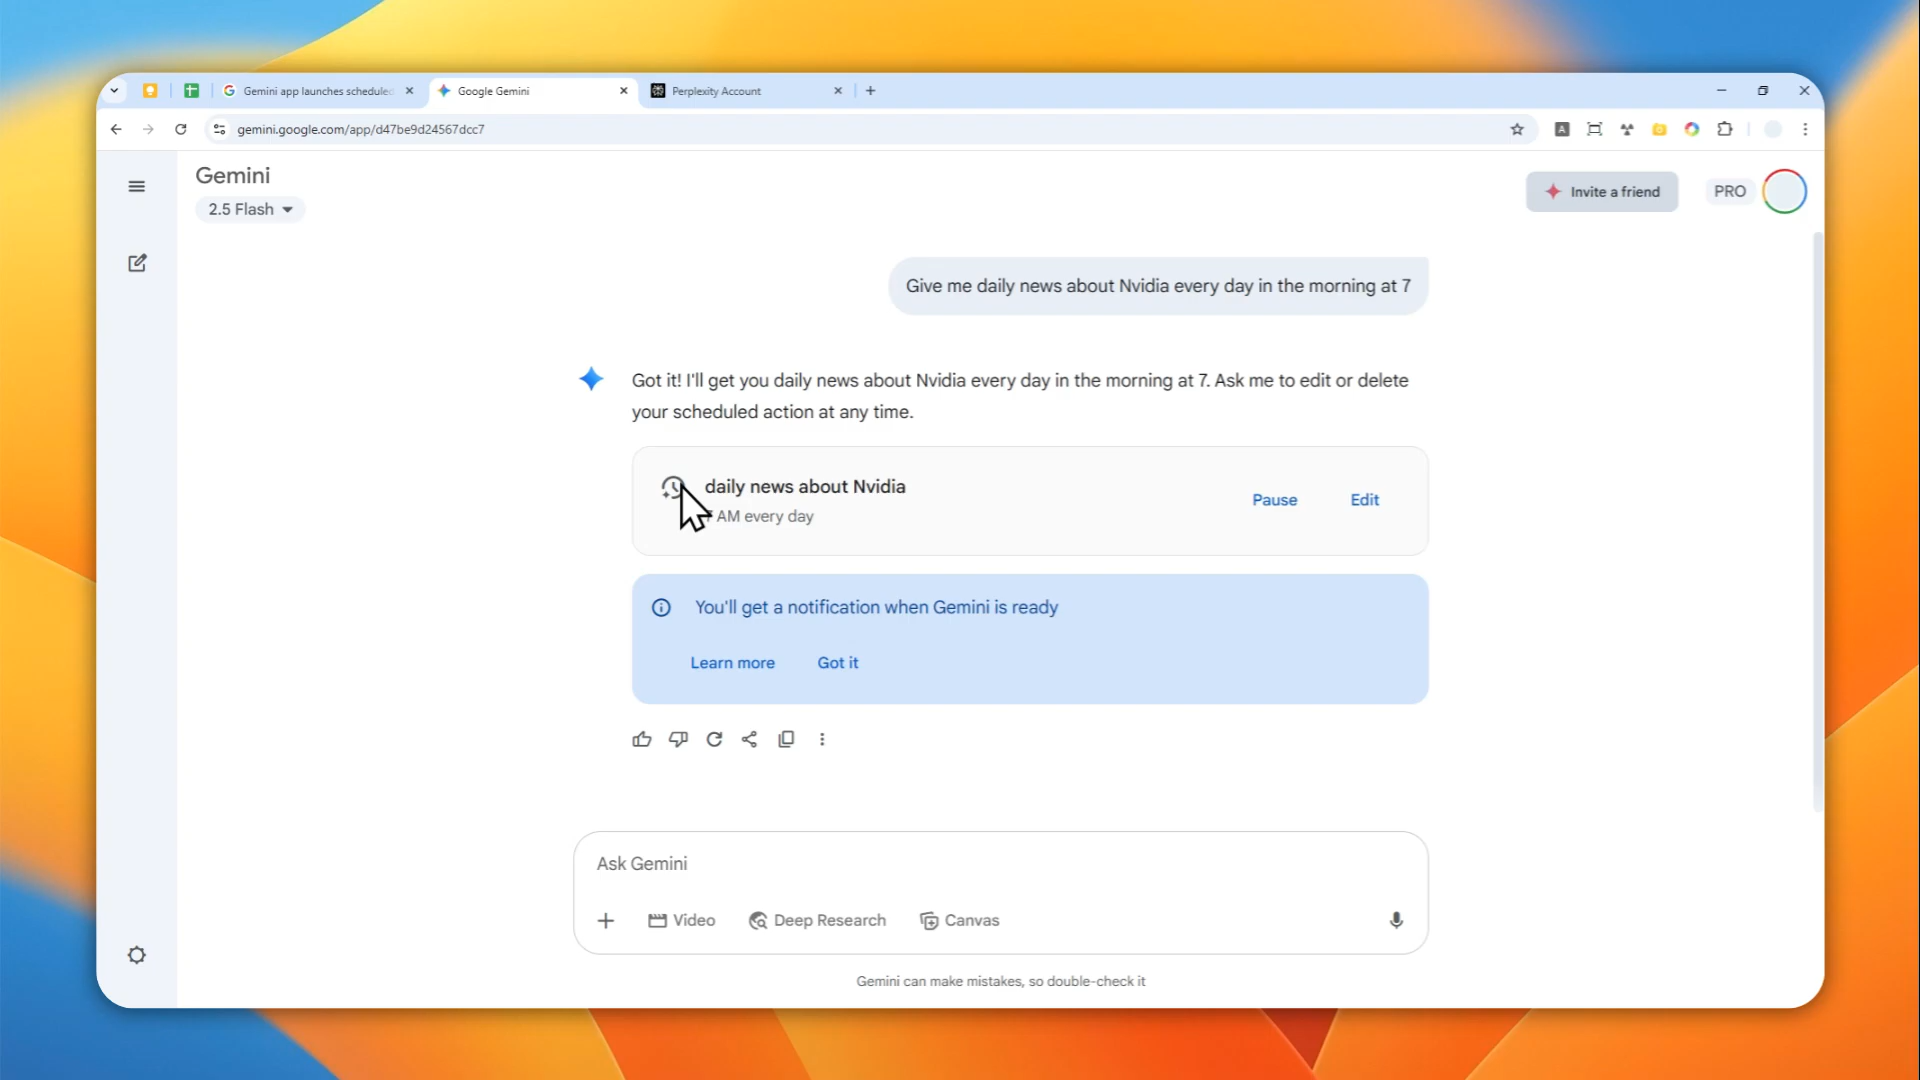 Gemini app launches scheduled
Google Gemini
Perplexity Account
gemini.google.com/app/d47be9d24567dcc7
Gemini
2.5 Flash
Invite a friend
PRO
Give me daily news about Nvidia every day in the morning at 7
Got it! I'll get you daily news about Nvidia every day in the morning at 7. Ask me to edit or delete
your scheduled action at any time.
daily news about Nvidia
AM every day
Pause
Edit
You'll get a notification when Gemini is ready
Learn more
Got it
Ask Gemini
Video
Deep Research
Canvas
Gemini can make mistakes, so double-check it